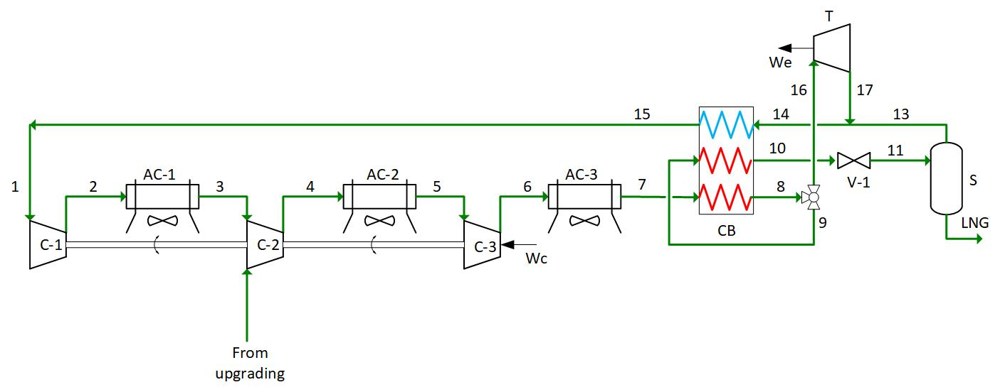 T
We
16
17
15
14
13
10
11
AC-1
AC-2
AC-3
V-1
S
1
2
3
4
5
6
7
8
9
LNG
CB
C-1
C-2
C-3
Wc
From
upgrading